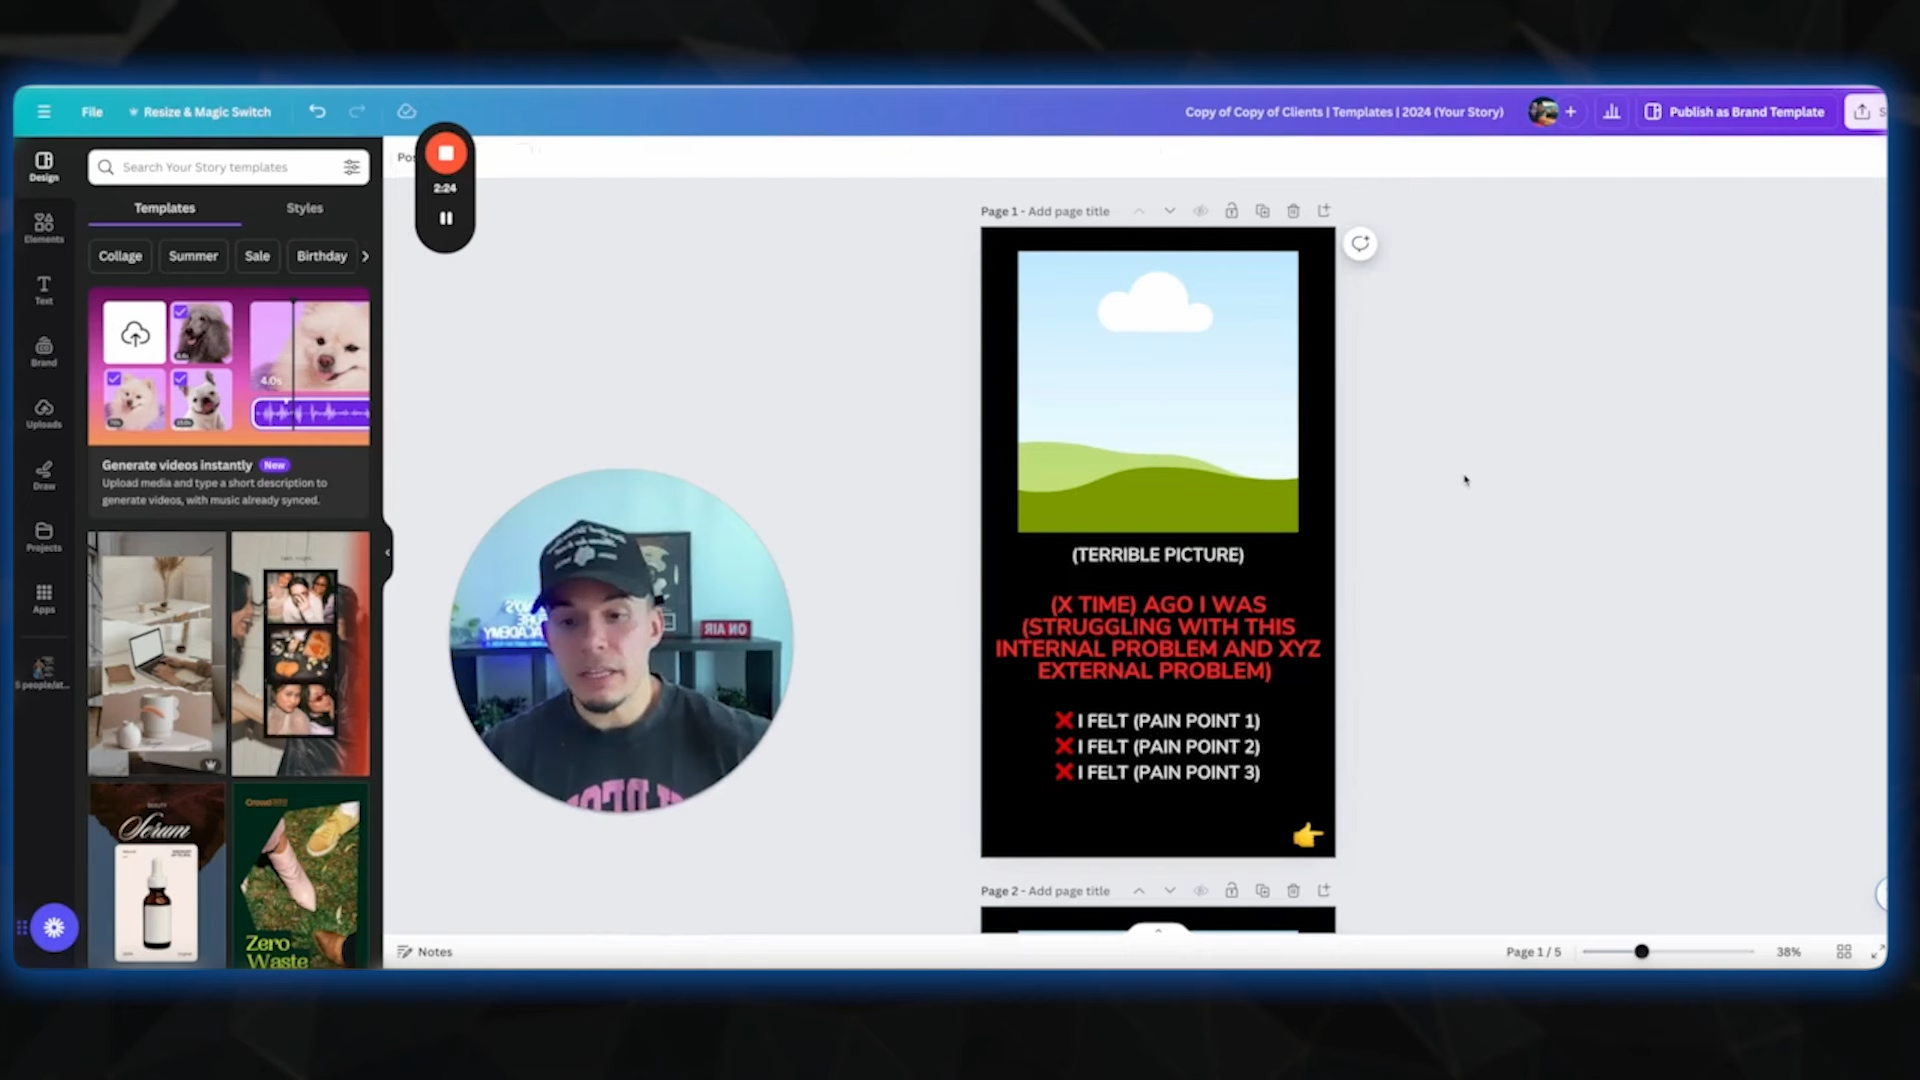 File
Resize & Magic Switch
Copy of Copy of Clients | Templates | 2024 (Your Story)
Publish as Brand Template
Design
Search Your Story templates
2:24
Templates
Styles
Elements
Collage
Summer
Sale
Birthday
Page 1 - Add page title
Text
Brand
4.0s
Uploads
Generate videos instantly
New
Upload media and type a short description to
generate videos, with music already synced.
Draw
Projects
Apps
(TERRIBLE PICTURE)
(X TIME) AGO I WAS
(STRUGGLING WITH THIS
INTERNAL PROBLEM AND XYZ
EXTERNAL PROBLEM)
❌ I FELT (PAIN POINT 1)
❌ I FELT (PAIN POINT 2)
❌ I FELT (PAIN POINT 3)
ON AIR
ACADEMY
BEAUTY
Serum
Zero
Waste
Page 2 - Add page title
Notes
Page 1 / 5
38%